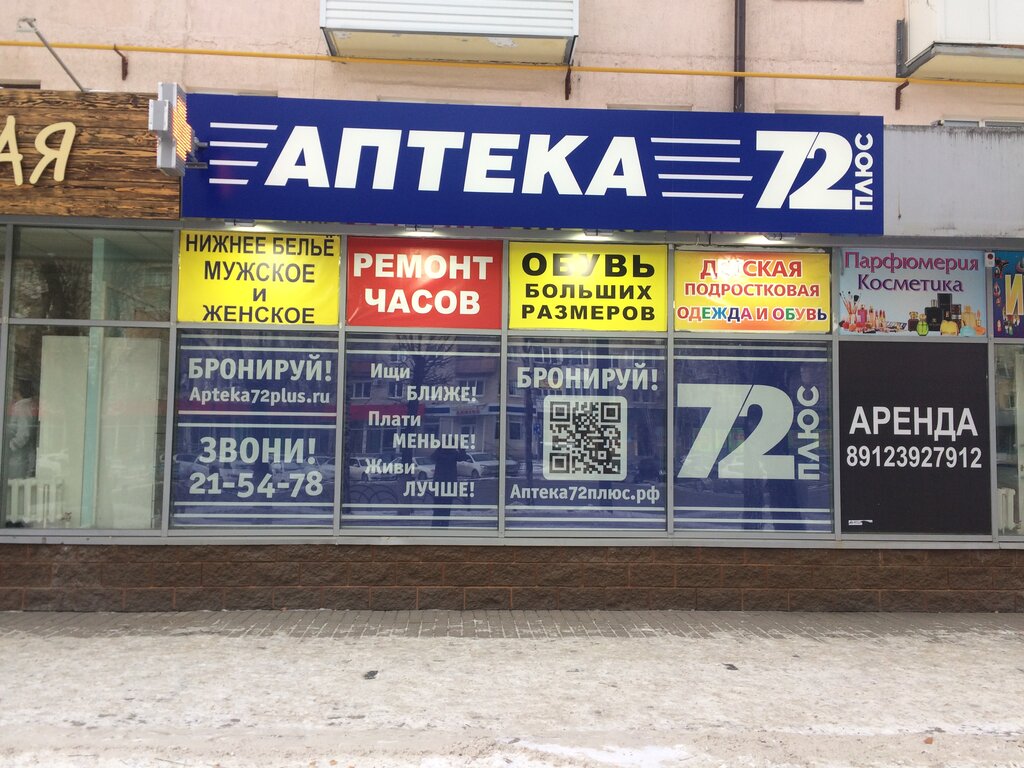 АЯ
АПТЕКА 72 ПЛЮС
НИЖНЕЕ БЕЛЬЁ
МУЖСКОЕ
И
ЖЕНСКОЕ
РЕМОНТ
ЧАСОВ
ОБУВЬ
БОЛЬШИХ
РАЗМЕРОВ
ДЕТСКАЯ
ПОДРОСТКОВАЯ
ОДЕЖДА И ОБУВЬ
Парфюмерия
Косметика
БРОНИРУЙ!
Apteka72plus.ru
ЗВОНИ!
21-54-78
Ищи
БЛИЖЕ!
Плати
МЕНЬШЕ!
Живи
ЛУЧШЕ!
БРОНИРУЙ!
Аптека72плюс.рф
72 ПЛЮС
АРЕНДА
89123927912